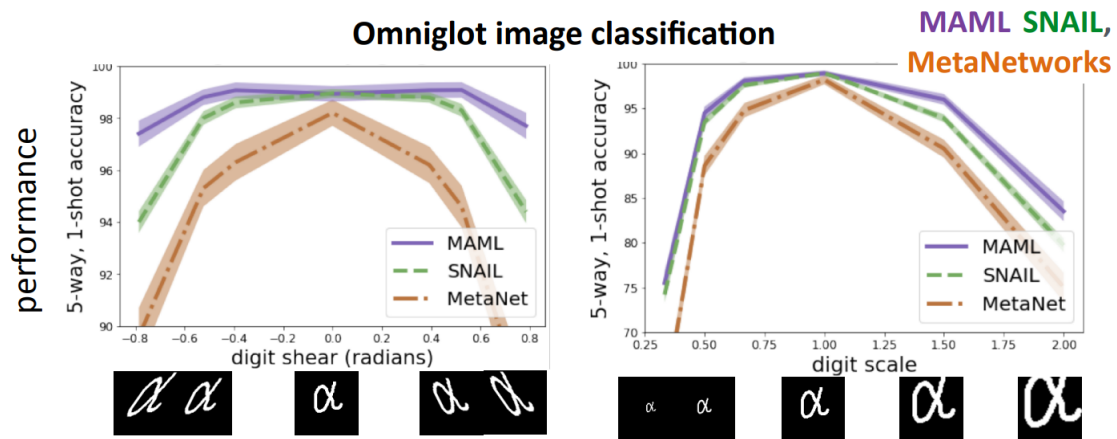 Omniglot image classification
MAML SNAIL,
MetaNetworks
performance
5-way, 1-shot accuracy
100
98
96
94
92
90
MAML
SNAIL
MetaNet
−0.8 −0.6 −0.4 −0.2 0.0 0.2 0.4 0.6 0.8
digit shear (radians)
α α α α α
5-way, 1-shot accuracy
100
95
90
85
80
75
70
MAML
SNAIL
MetaNet
0.25 0.50 0.75 1.00 1.25 1.50 1.75 2.00
digit scale
α α α α α